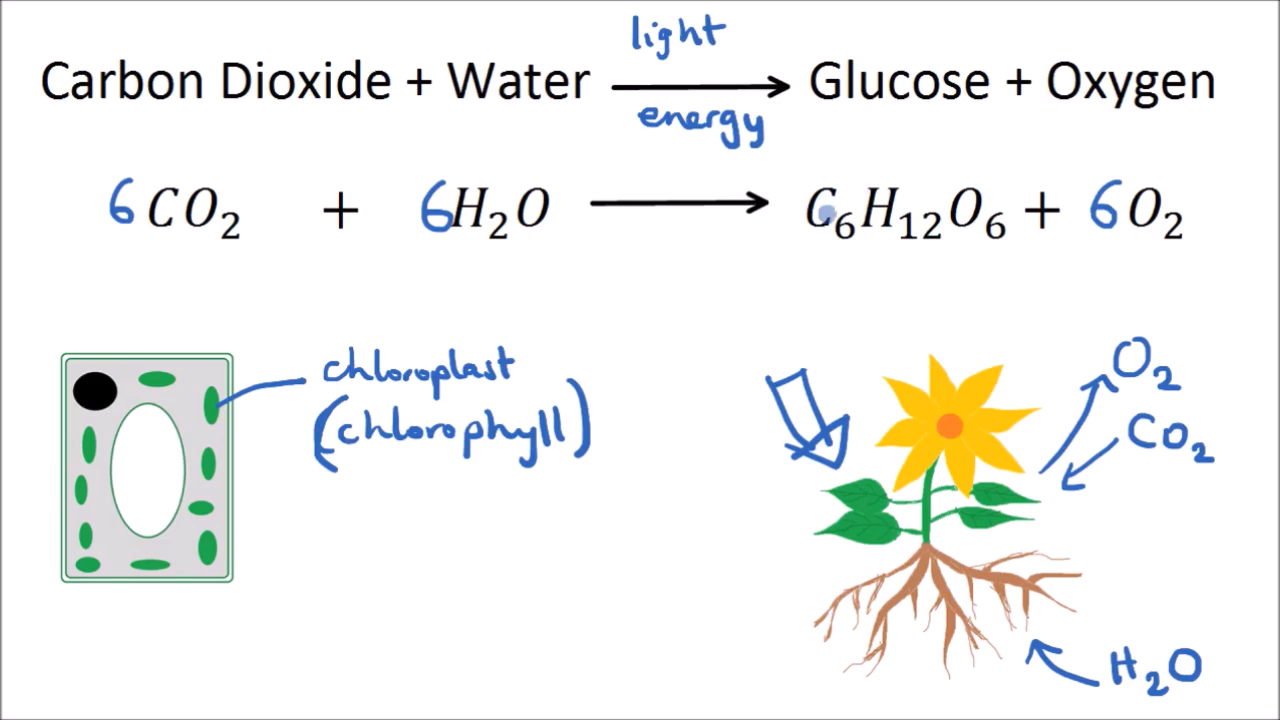 light
Carbon Dioxide + Water ⟶ Glucose + Oxygen
energy
6CO₂ + 6H₂O ⟶ C₆H₁₂O₆ + 6O₂
chloroplast
(chlorophyll)
O₂
CO₂
H₂O